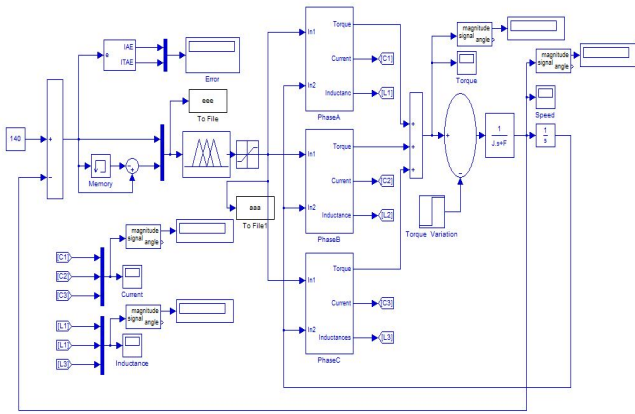 magnitude
signal
angle
Torque
In1
Current
In2
Inductanc
PhaseA
[C1]
[L1]
IAE
e
ITAE
Error
eee
To File
140
+
−
Memory
−
+
aaa
To File1
Torque
In1
Current
In2
Inductance
PhaseB
[C2]
[L2]
Torque
In1
Current
In2
Inductances
PhaseC
[C3]
[L3]
+
+
+
+
−
Torque Variation
1
J.s+F
1
s
magnitude
signal
angle
Speed
Torque
[C1]
[C2]
[C3]
magnitude
signal
angle
Current
[L1]
[L1]
[L3]
magnitude
signal
angle
Inductance